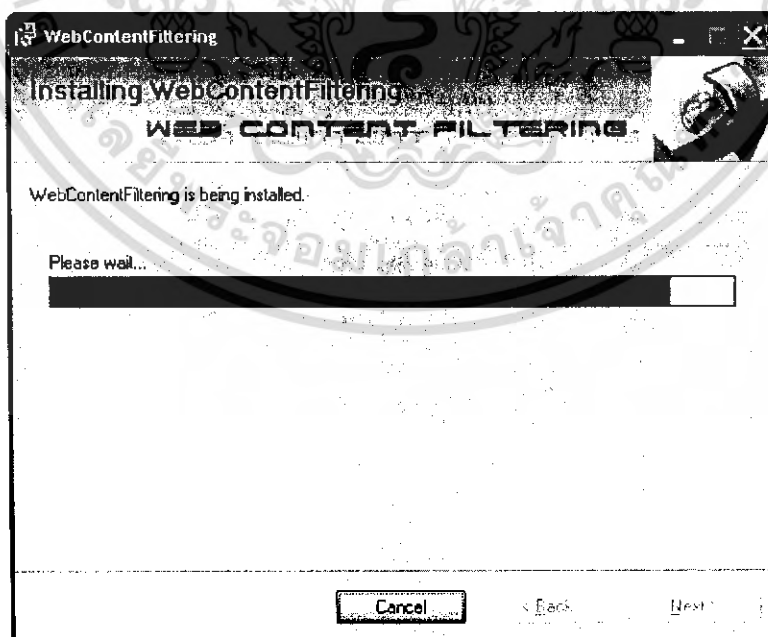 WebContentFiltering
Installing WebContentFiltering
WEB CONTENT FILTERING
WebContentFiltering is being installed.
Please wait...
Cancel
< Back
Next >